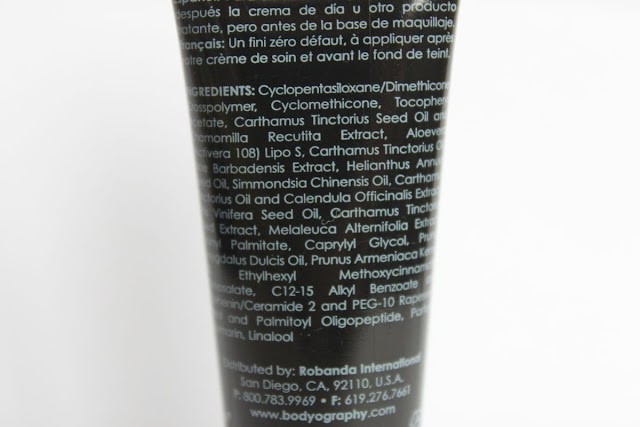 después la crema de día u otro producto
tratante, pero antes de la base de maquillaje.
Français: Un fini zéro défaut, à appliquer après
votre crème de soin et avant le fond de teint.
INGREDIENTS: Cyclopentasiloxane/Dimethicone
Crosspolymer, Cyclomethicone, Tocopheryl
Acetate, Carthamus Tinctorius Seed Oil and
Chamomilla Recutita Extract, Aloevera
(Activera 108) Lipo S, Carthamus Tinctorius
Barbadensis Extract, Helianthus Annuus
Seed Oil, Simmondsia Chinensis Oil, Carthamus
Tinctorius Oil and Calendula Officinalis Extract
Vinifera Seed Oil, Carthamus Tinctorius
Seed Extract, Melaleuca Alternifolia Extract
Palmitate, Caprylyl Glycol, Prunus
Amygdalus Dulcis Oil, Prunus Armeniaca Kernel
Ethylhexyl Methoxycinnamate
C12-15 Alkyl Benzoate
Ceramide 2 and PEG-10 Rapeseed
and Palmitoyl Oligopeptide,
Linalool
Distributed by: Robanda International
San Diego, CA, 92110, U.S.A.
P: 800.783.9969 • F: 619.276.7661
www.bodyography.com